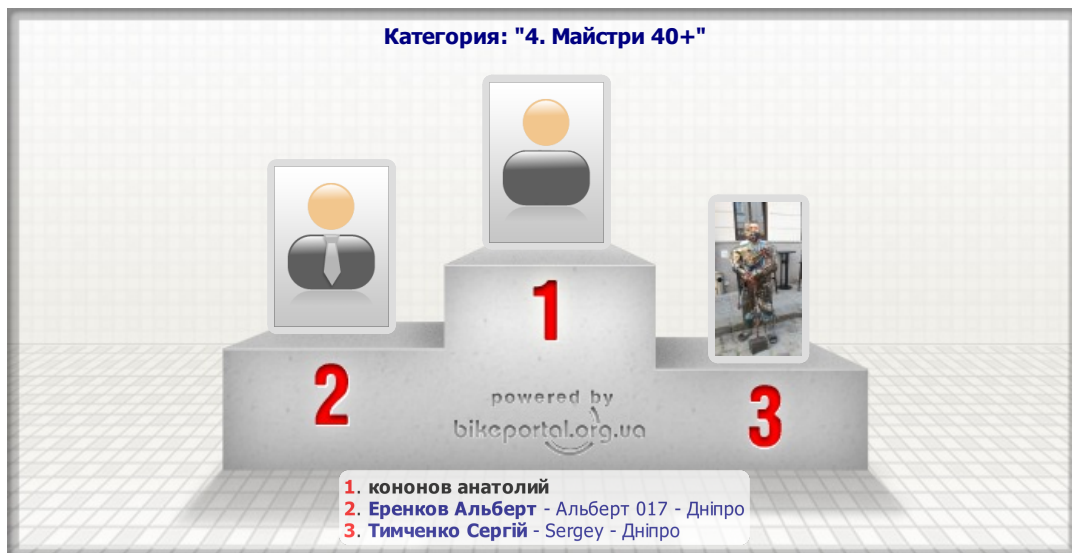 Категория: "4. Майстри 40+"
1
2
3
powered by
bikeportal.org.ua
1. кононов анатолий
2. Еренков Альберт - Альберт 017 - Дніпро
3. Тимченко Сергій - Sergey - Дніпро